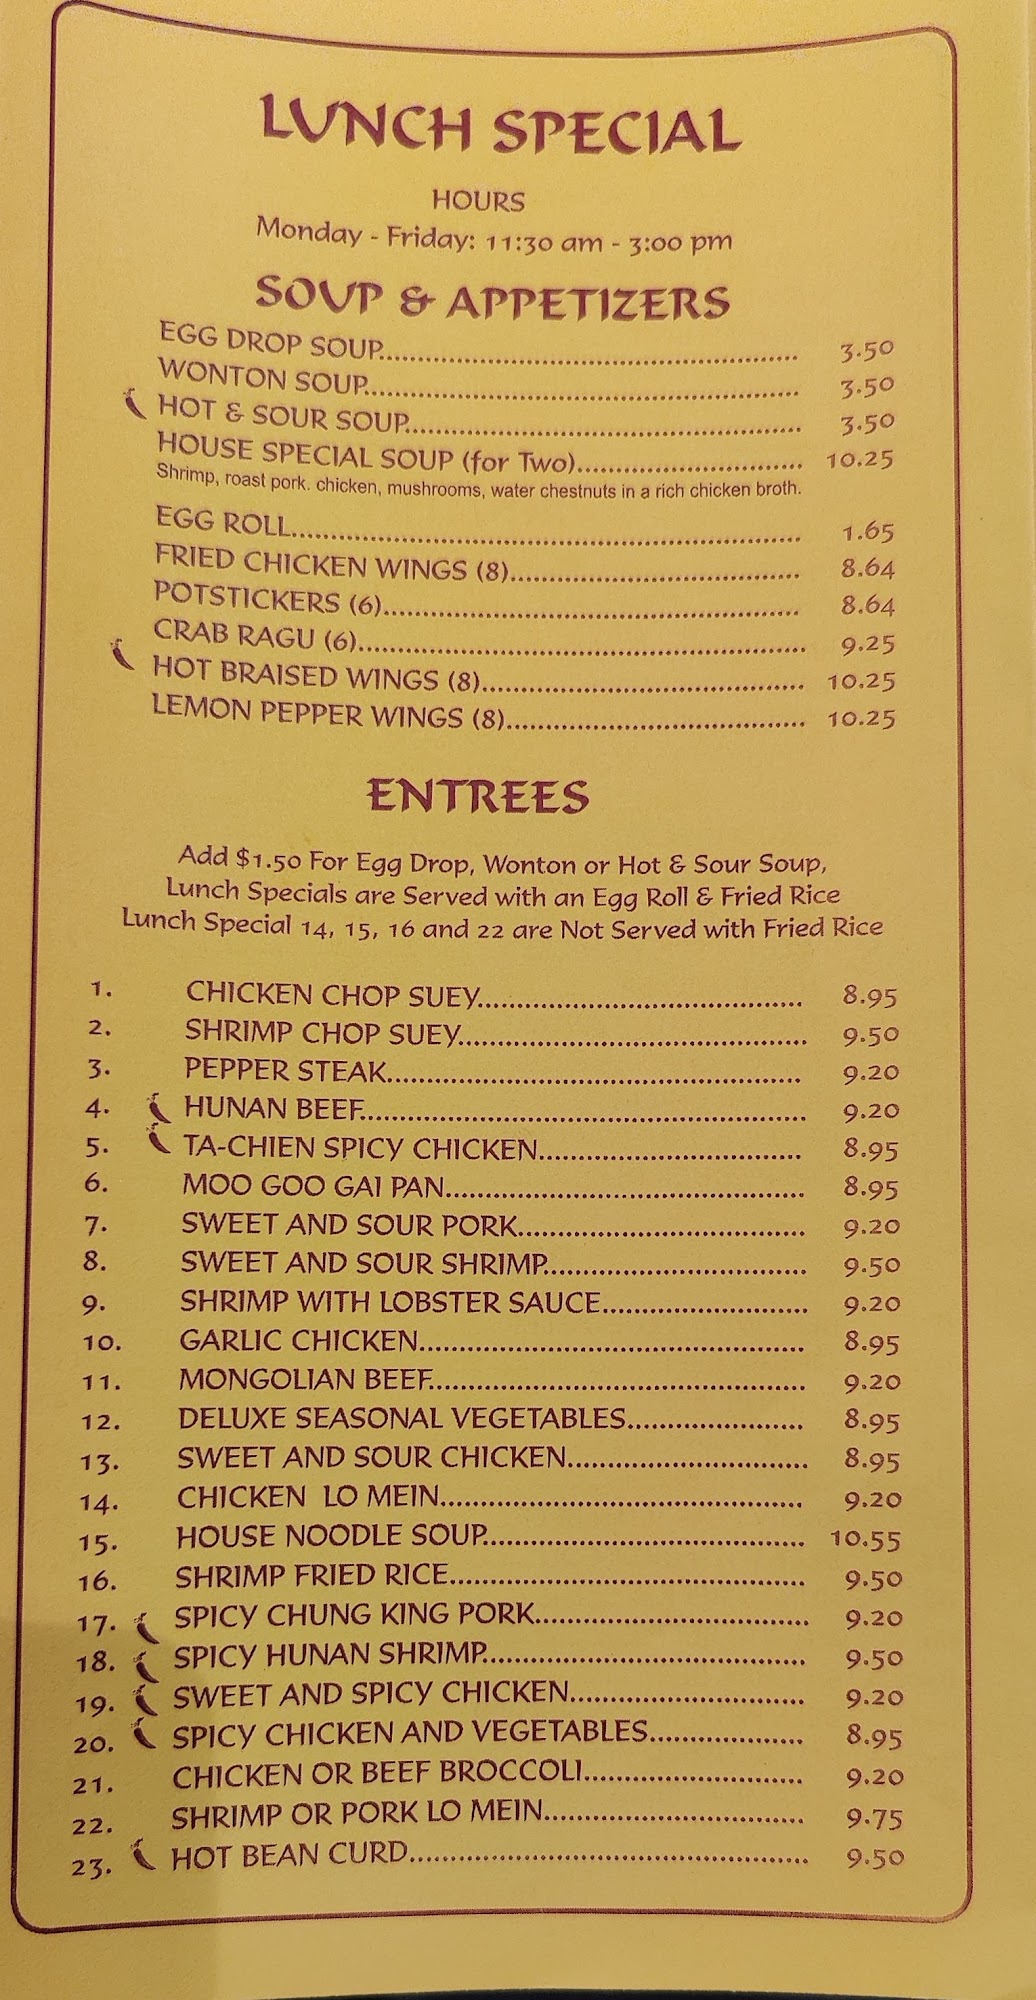 LUNCH SPECIAL
HOURS
Monday - Friday: 11:30 am - 3:00 pm
SOUP & APPETIZERS
EGG DROP SOUP 3.50
WONTON SOUP 3.50
HOT & SOUR SOUP 3.50
HOUSE SPECIAL SOUP (for Two) 10.25
Shrimp, roast pork. chicken, mushrooms, water chestnuts in a rich chicken broth.
EGG ROLL 1.65
FRIED CHICKEN WINGS (8) 8.64
POTSTICKERS (6) 8.64
CRAB RAGU (6) 9.25
HOT BRAISED WINGS (8) 10.25
LEMON PEPPER WINGS (8) 10.25
ENTREES
Add $1.50 For Egg Drop, Wonton or Hot & Sour Soup,
Lunch Specials are Served with an Egg Roll & Fried Rice
Lunch Special 14, 15, 16 and 22 are Not Served with Fried Rice
1. CHICKEN CHOP SUEY 8.95
2. SHRIMP CHOP SUEY 9.50
3. PEPPER STEAK 9.20
4. HUNAN BEEF 9.20
5. TA-CHIEN SPICY CHICKEN 8.95
6. MOO GOO GAI PAN 8.95
7. SWEET AND SOUR PORK 9.20
8. SWEET AND SOUR SHRIMP 9.50
9. SHRIMP WITH LOBSTER SAUCE 9.20
10. GARLIC CHICKEN 8.95
11. MONGOLIAN BEEF 9.20
12. DELUXE SEASONAL VEGETABLES 8.95
13. SWEET AND SOUR CHICKEN 8.95
14. CHICKEN LO MEIN 9.20
15. HOUSE NOODLE SOUP 10.55
16. SHRIMP FRIED RICE 9.50
17. SPICY CHUNG KING PORK 9.20
18. SPICY HUNAN SHRIMP 9.50
19. SWEET AND SPICY CHICKEN 9.20
20. SPICY CHICKEN AND VEGETABLES 8.95
21. CHICKEN OR BEEF BROCCOLI 9.20
22. SHRIMP OR PORK LO MEIN 9.75
23. HOT BEAN CURD 9.50